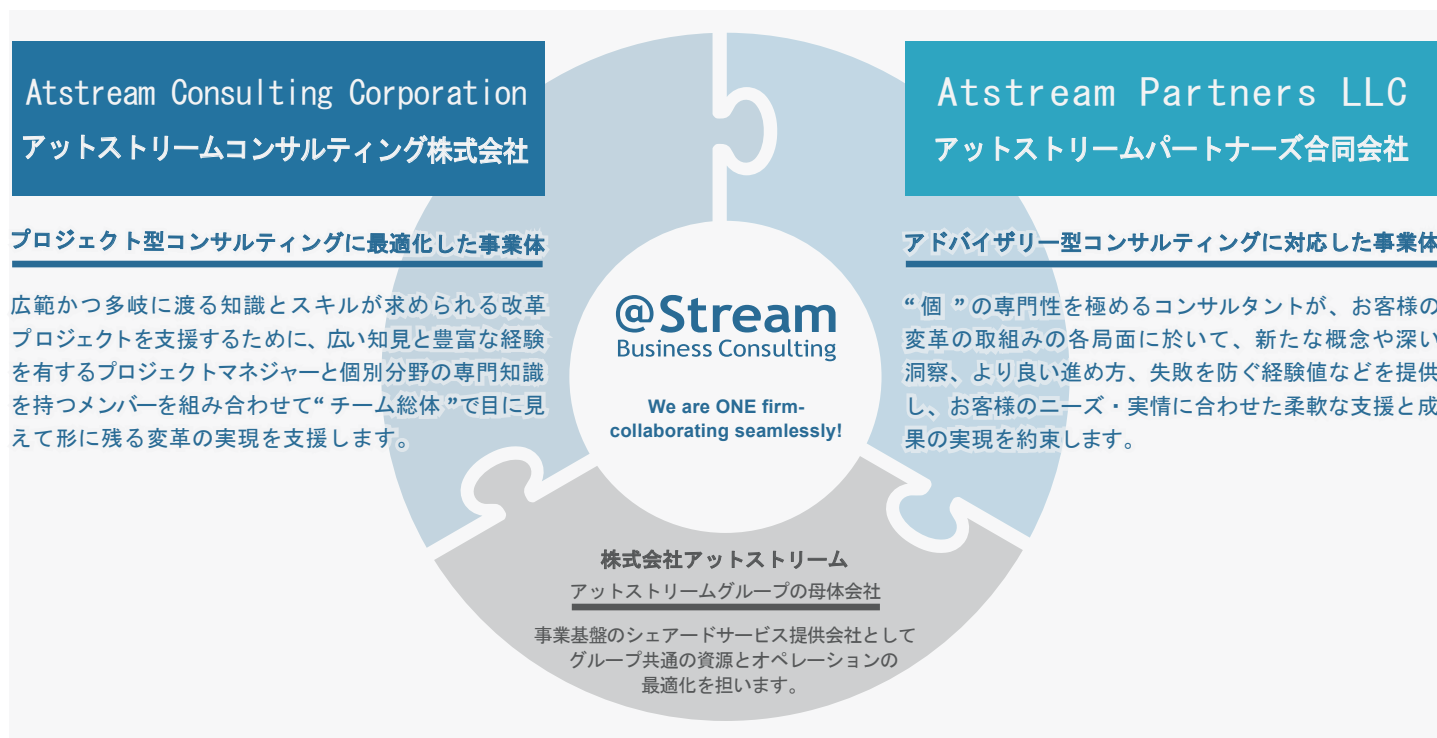 Atstream Consulting Corporation
アットストリームコンサルティング株式会社
プロジェクト型コンサルティングに最適化した事業体
広範かつ多岐に渡る知識とスキルが求められる改革
プロジェクトを支援するために、広い知見と豊富な経験
を有するプロジェクトマネジャーと個別分野の専門知識
を持つメンバーを組み合わせて“チーム総体”で目に見
えて形に残る変革の実現を支援します。
@Stream
Business Consulting
We are ONE firm-
collaborating seamlessly!
Atstream Partners LLC
アットストリームパートナーズ合同会社
アドバイザリー型コンサルティングに対応した事業体
“個”の専門性を極めるコンサルタントが、お客様の
変革の取組みの各局面に於いて、新たな概念や深い
洞察、より良い進め方、失敗を防ぐ経験値などを提供
し、お客様のニーズ・実情に合わせた柔軟な支援と成
果の実現を約束します。
株式会社アットストリーム
アットストリームグループの母体会社
事業基盤のシェアードサービス提供会社として
グループ共通の資源とオペレーションの
最適化を担います。